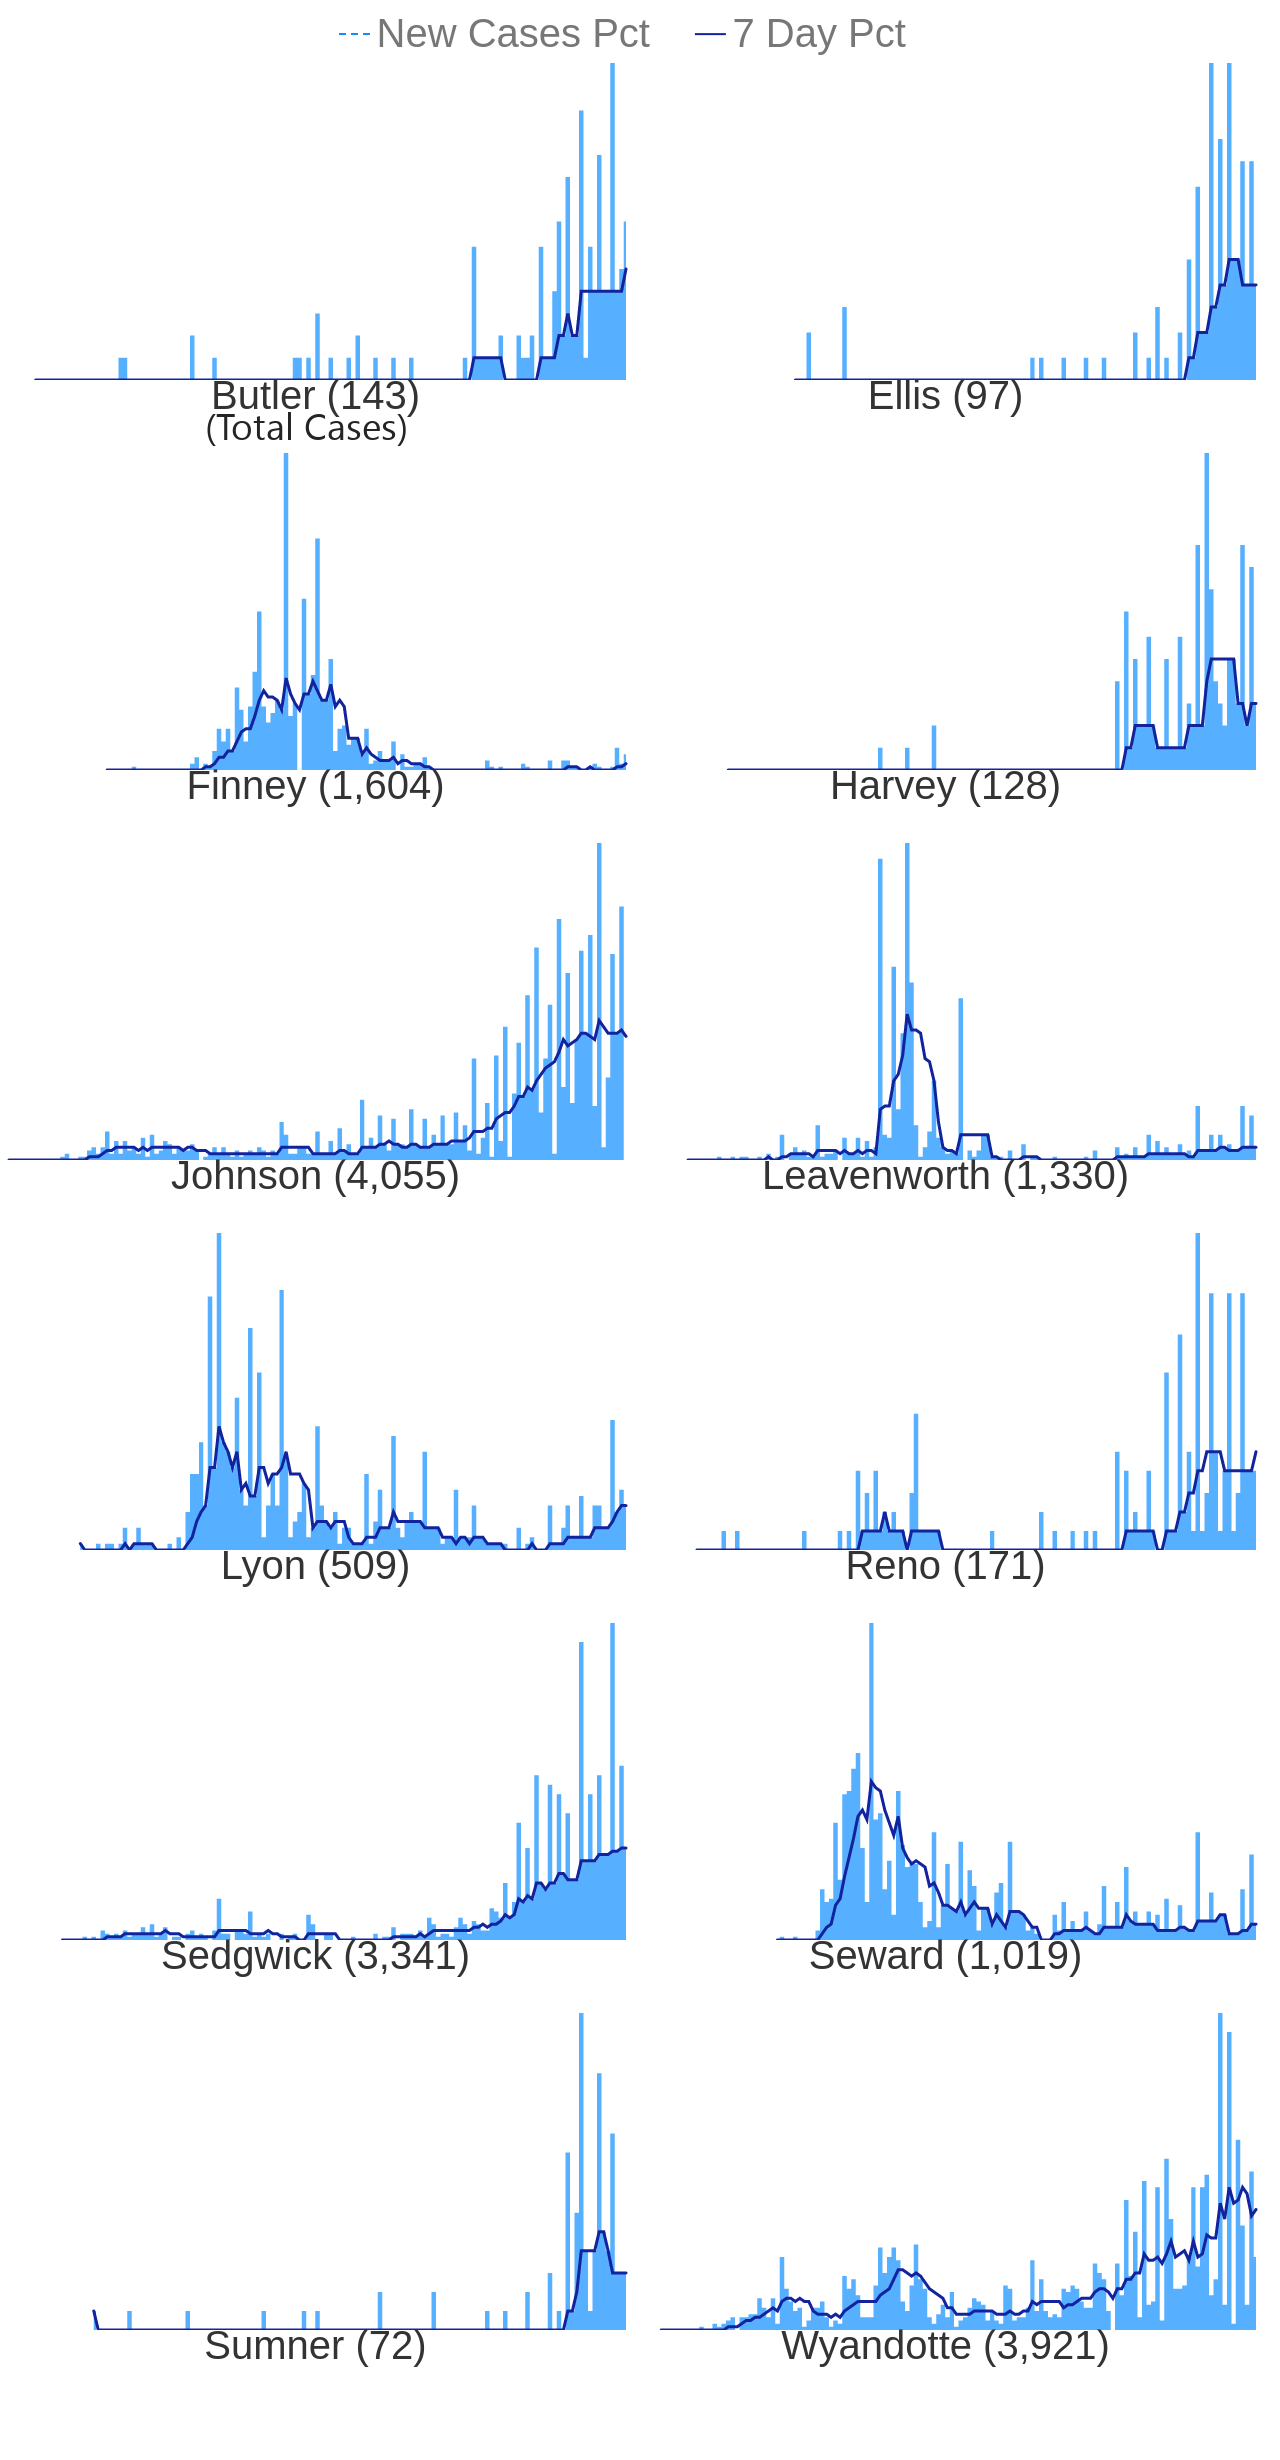 New Cases Pct 7 Day Pct
Butler (143) Ellis (97)
(Total Cases)
Finney (1,604) Harvey (128)
Johnson (4,055) Leavenworth (1,330)
Lyon (509) Reno (171)
Sedgwick (3,341) Seward (1,019)
Sumner (72) Wyandotte (3,921)